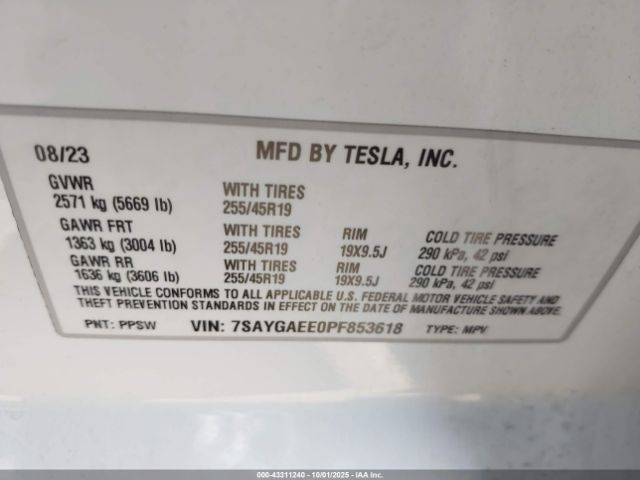 08/23 MFD BY TESLA, INC.
GVWR
2571 kg (5669 lb) WITH TIRES
255/45R19
GAWR FRT
1363 kg (3004 lb) WITH TIRES RIM COLD TIRE PRESSURE
255/45R19 19X9.5J 290 kPa, 42 psi
GAWR RR
1636 kg (3606 lb) WITH TIRES RIM COLD TIRE PRESSURE
255/45R19 19X9.5J 290 kPa, 42 psi
THIS VEHICLE CONFORMS TO ALL APPLICABLE U.S. FEDERAL MOTOR VEHICLE SAFETY AND
THEFT PREVENTION STANDARDS IN EFFECT ON THE DATE OF MANUFACTURE SHOWN ABOVE.
PNT: PPSW VIN: 7SAYGAEE0PF853618 TYPE: MPV
000-43311240 | 10/01/2025 | IAAI, Inc.